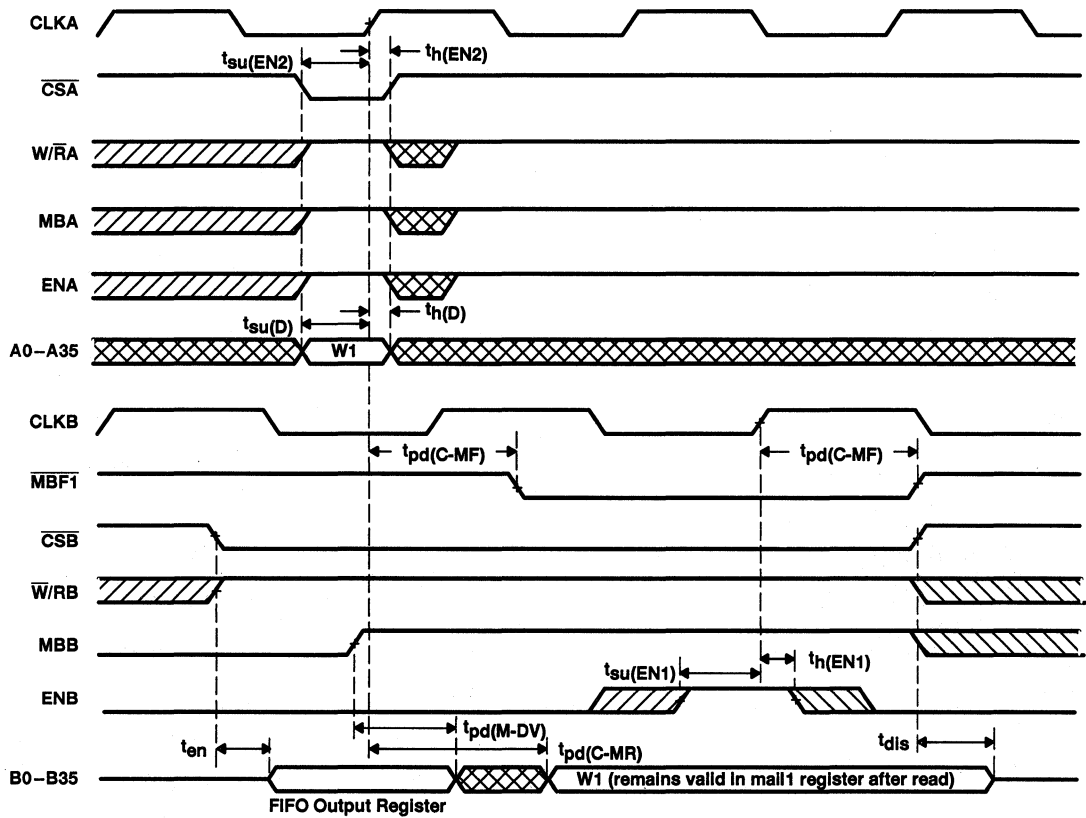 CLKA
tsu(EN2)
th(EN2)
CSA
W/RA
MBA
ENA
tsu(D)
th(D)
A0–A35
W1
CLKB
tpd(C-MF)
tpd(C-MF)
MBF1
CSB
W/RB
MBB
tsu(EN1)
th(EN1)
ENB
tpd(M-DV)
ten
tpd(C-MR)
tdis
B0–B35
W1 (remains valid in mail1 register after read)
FIFO Output Register